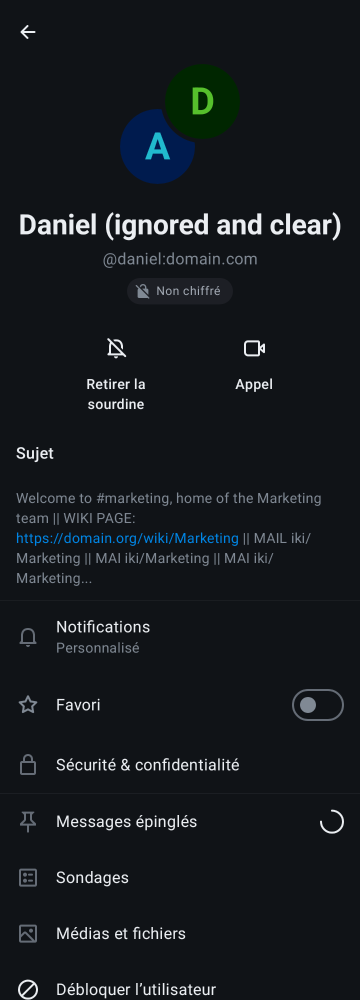 D
A
Daniel (ignored and clear)
@daniel:domain.com
Non chiffré
Retirer la
sourdine
Appel
Sujet
Welcome to #marketing, home of the Marketing
team || WIKI PAGE:
https://domain.org/wiki/Marketing || MAIL iki/
Marketing || MAI iki/Marketing || MAI iki/
Marketing...
Notifications
Personnalisé
Favori
Sécurité & confidentialité
Messages épinglés
Sondages
Médias et fichiers
Débloquer l’utilisateur